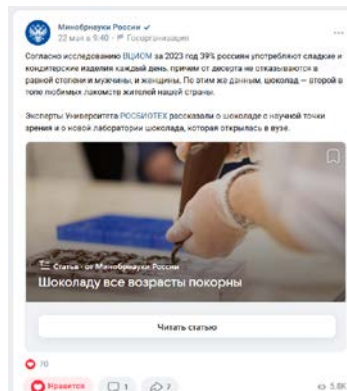 Минобрнауки России
22 мая в 9:40 · Госорганизация
Согласно исследованию ВЦИОМ за 2023 год 39% россиян употребляют сладкие и
кондитерские изделия каждый день, причем от десерта не отказываются в
равной степени и мужчины, и женщины. По этим же данным, шоколад — второй в
топе любимых лакомств жителей нашей страны.
Эксперты Университета РОСБИОТЕХ рассказали о шоколаде с научной точки
зрения и о новой лаборатории шоколада, которая открылась в вузе.
Статья · от Минобрнауки России
Шоколаду все возрасты покорны
Читать статью
70
Нравится 1 7 5.8K